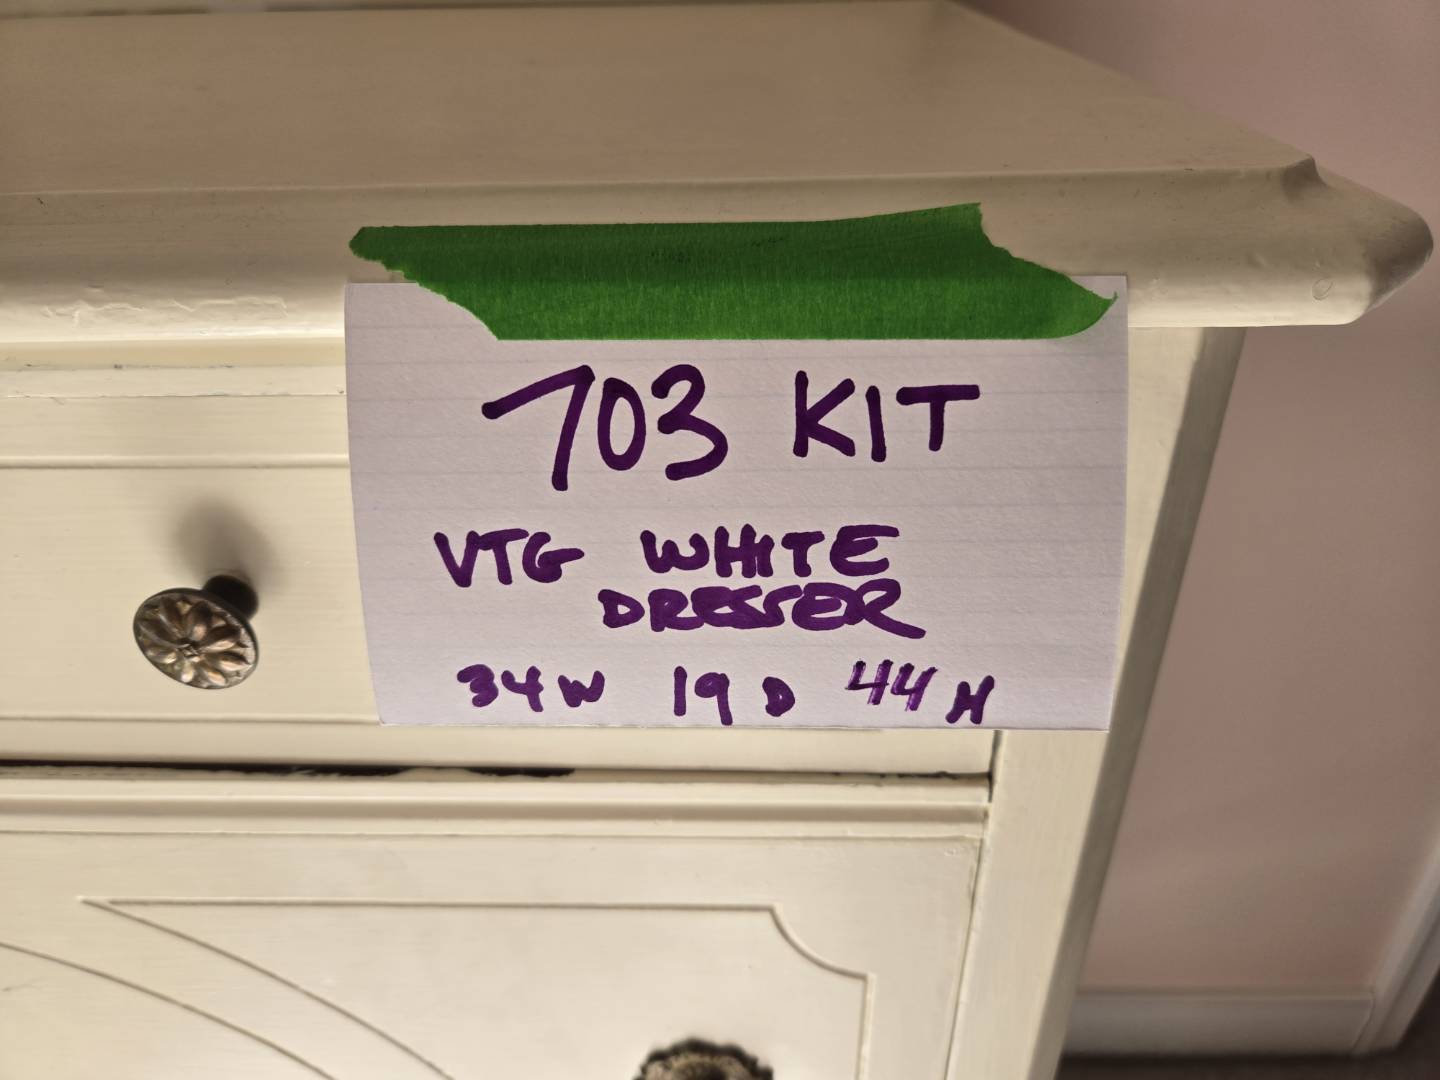 703 KIT
VTG WHITE
DRESSER
34W 19D 44H